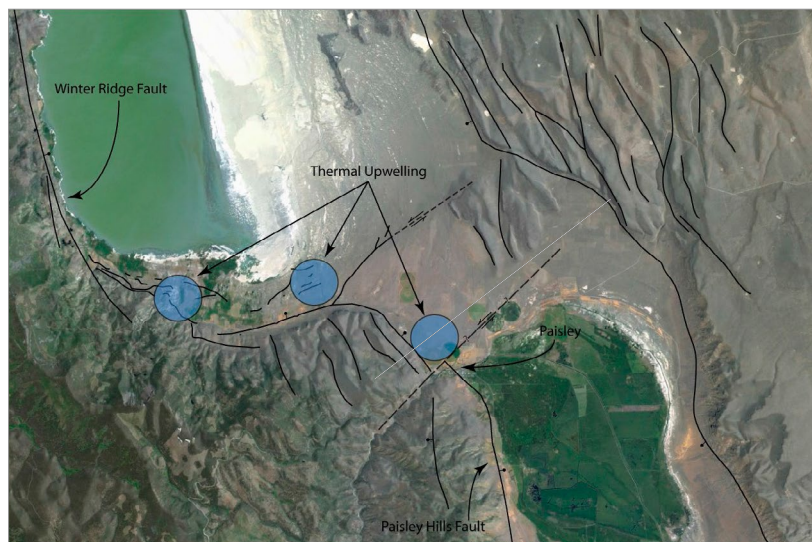 Winter Ridge Fault
Thermal Upwelling
Paisley
Paisley Hills Fault